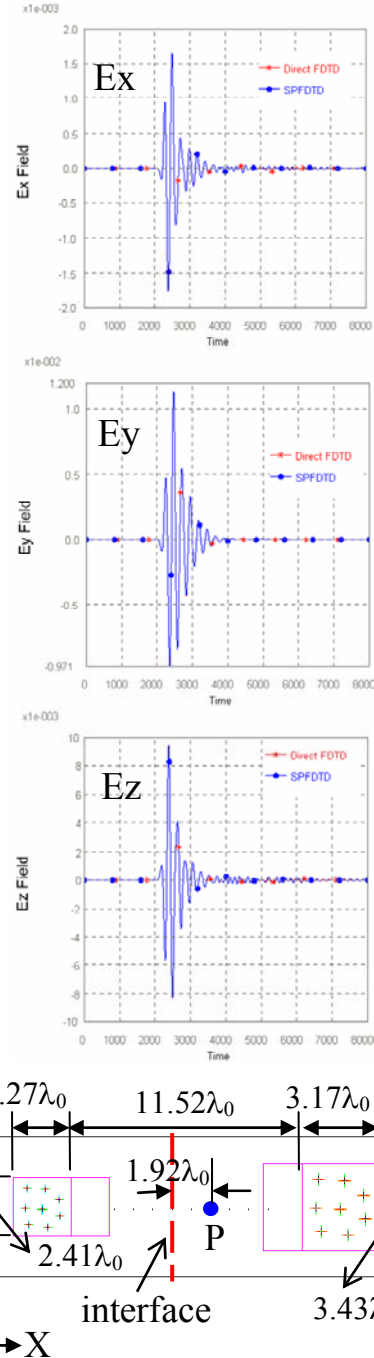 x1e-003
2.0
1.5
1.0
0.5
0.0
-0.5
-1.0
-1.5
-2.0
Ex
Direct FDTD
SPFDTD
Ex Field
0 1000 2000 3000 4000 5000 6000 7000 8000
Time
x1e-002
1.200
1.0
0.5
0.0
-0.5
-0.971
Ey
Direct FDTD
SPFDTD
Ey Field
0 1000 2000 3000 4000 5000 6000 7000 8000
Time
x1e-003
10
8
6
4
2
0
-2
-4
-6
-8
-10
Ez
Direct FDTD
SPFDTD
Ez Field
0 1000 2000 3000 4000 5000 6000 7000 8000
Time
.27λ₀ 11.52λ₀ 3.17λ₀
1.92λ₀
P
2.41λ₀
interface
3.43λ
X